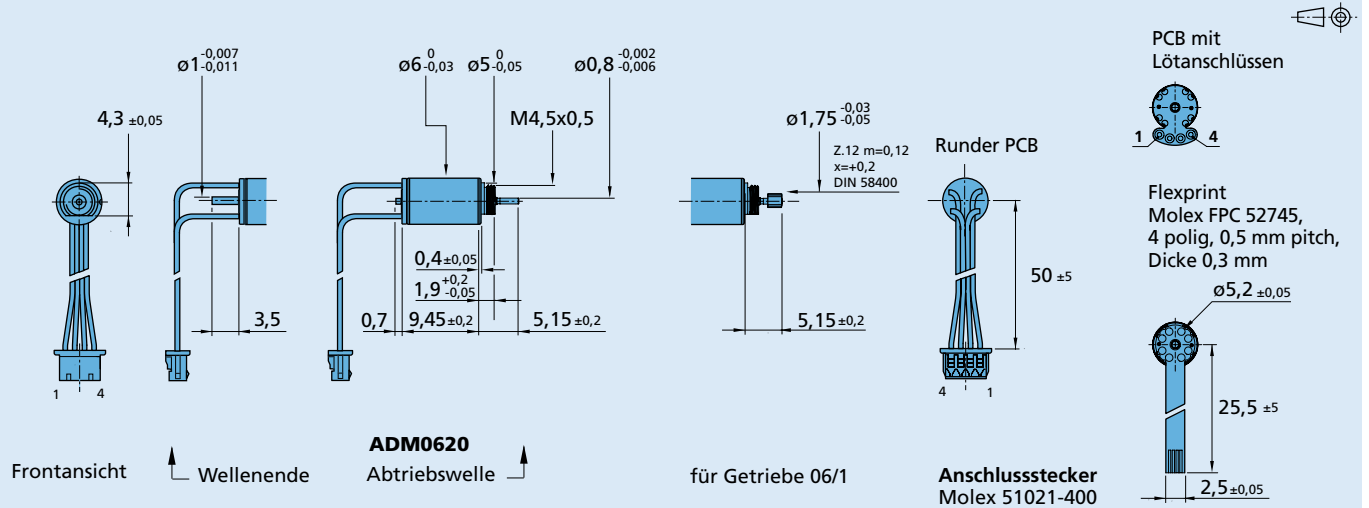 ø1 -0,007
-0,011
ø6 0
-0,03
ø5 0
-0,05
ø0,8 -0,002
-0,006
M4,5x0,5
4,3 ±0,05
0,4 ±0,05
1,9 +0,2
-0,05
3,5
0,7
9,45 ±0,2
5,15 ±0,2
1
4
Frontansicht
Wellenende
ADM0620
Abtriebswelle
ø1,75 -0,03
-0,05
Z.12 m=0,12
x=+0,2
DIN 58400
5,15 ±0,2
für Getriebe 06/1
Runder PCB
50 ±5
4
1
Anschlussstecker
Molex 51021-400
PCB mit
Lötanschlüssen
1
4
Flexprint
Molex FPC 52745,
4 polig, 0,5 mm pitch,
Dicke 0,3 mm
ø5,2 ±0,05
25,5 ±5
2,5 ±0,05